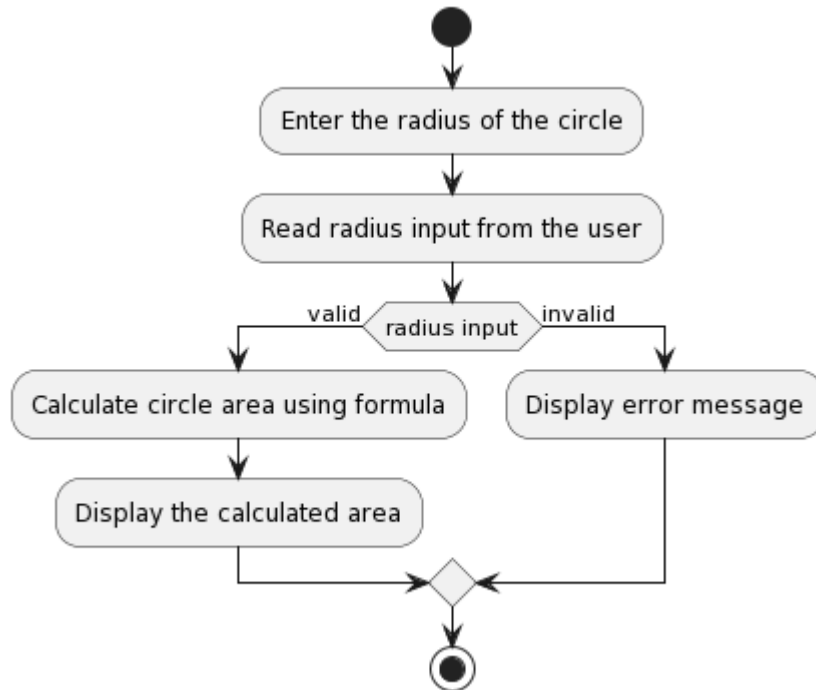 Enter the radius of the circle
Read radius input from the user
valid
radius input
invalid
Calculate circle area using formula
Display error message
Display the calculated area